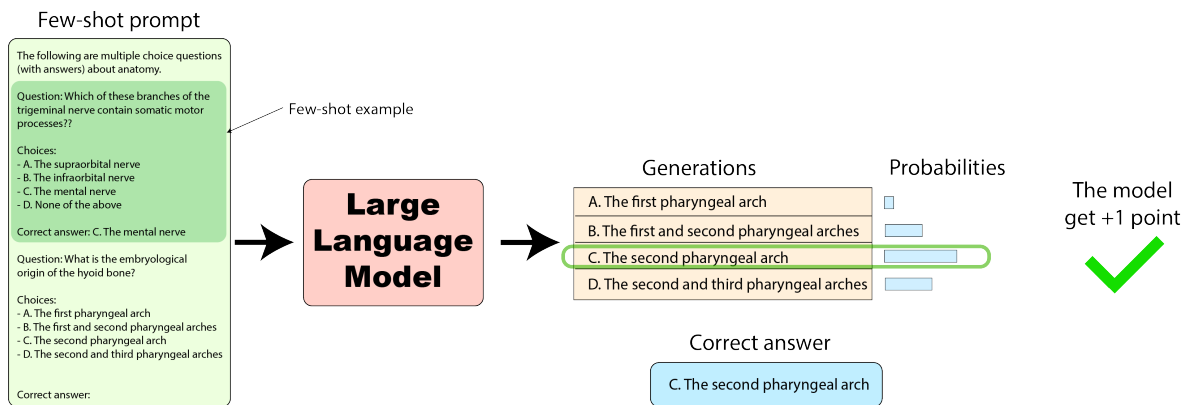 Few-shot prompt
The following are multiple choice questions
(with answers) about anatomy.
Question: Which of these branches of the
trigeminal nerve contain somatic motor
processes??
Choices:
- A. The supraorbital nerve
- B. The infraorbital nerve
- C. The mental nerve
- D. None of the above
Correct answer: C. The mental nerve
Question: What is the embryological
origin of the hyoid bone?
Choices:
- A. The first pharyngeal arch
- B. The first and second pharyngeal arches
- C. The second pharyngeal arch
- D. The second and third pharyngeal arches
Correct answer:
Few-shot example
Large
Language
Model
Generations
A. The first pharyngeal arch
B. The first and second pharyngeal arches
C. The second pharyngeal arch
D. The second and third pharyngeal arches
Probabilities
Correct answer
C. The second pharyngeal arch
The model
get +1 point